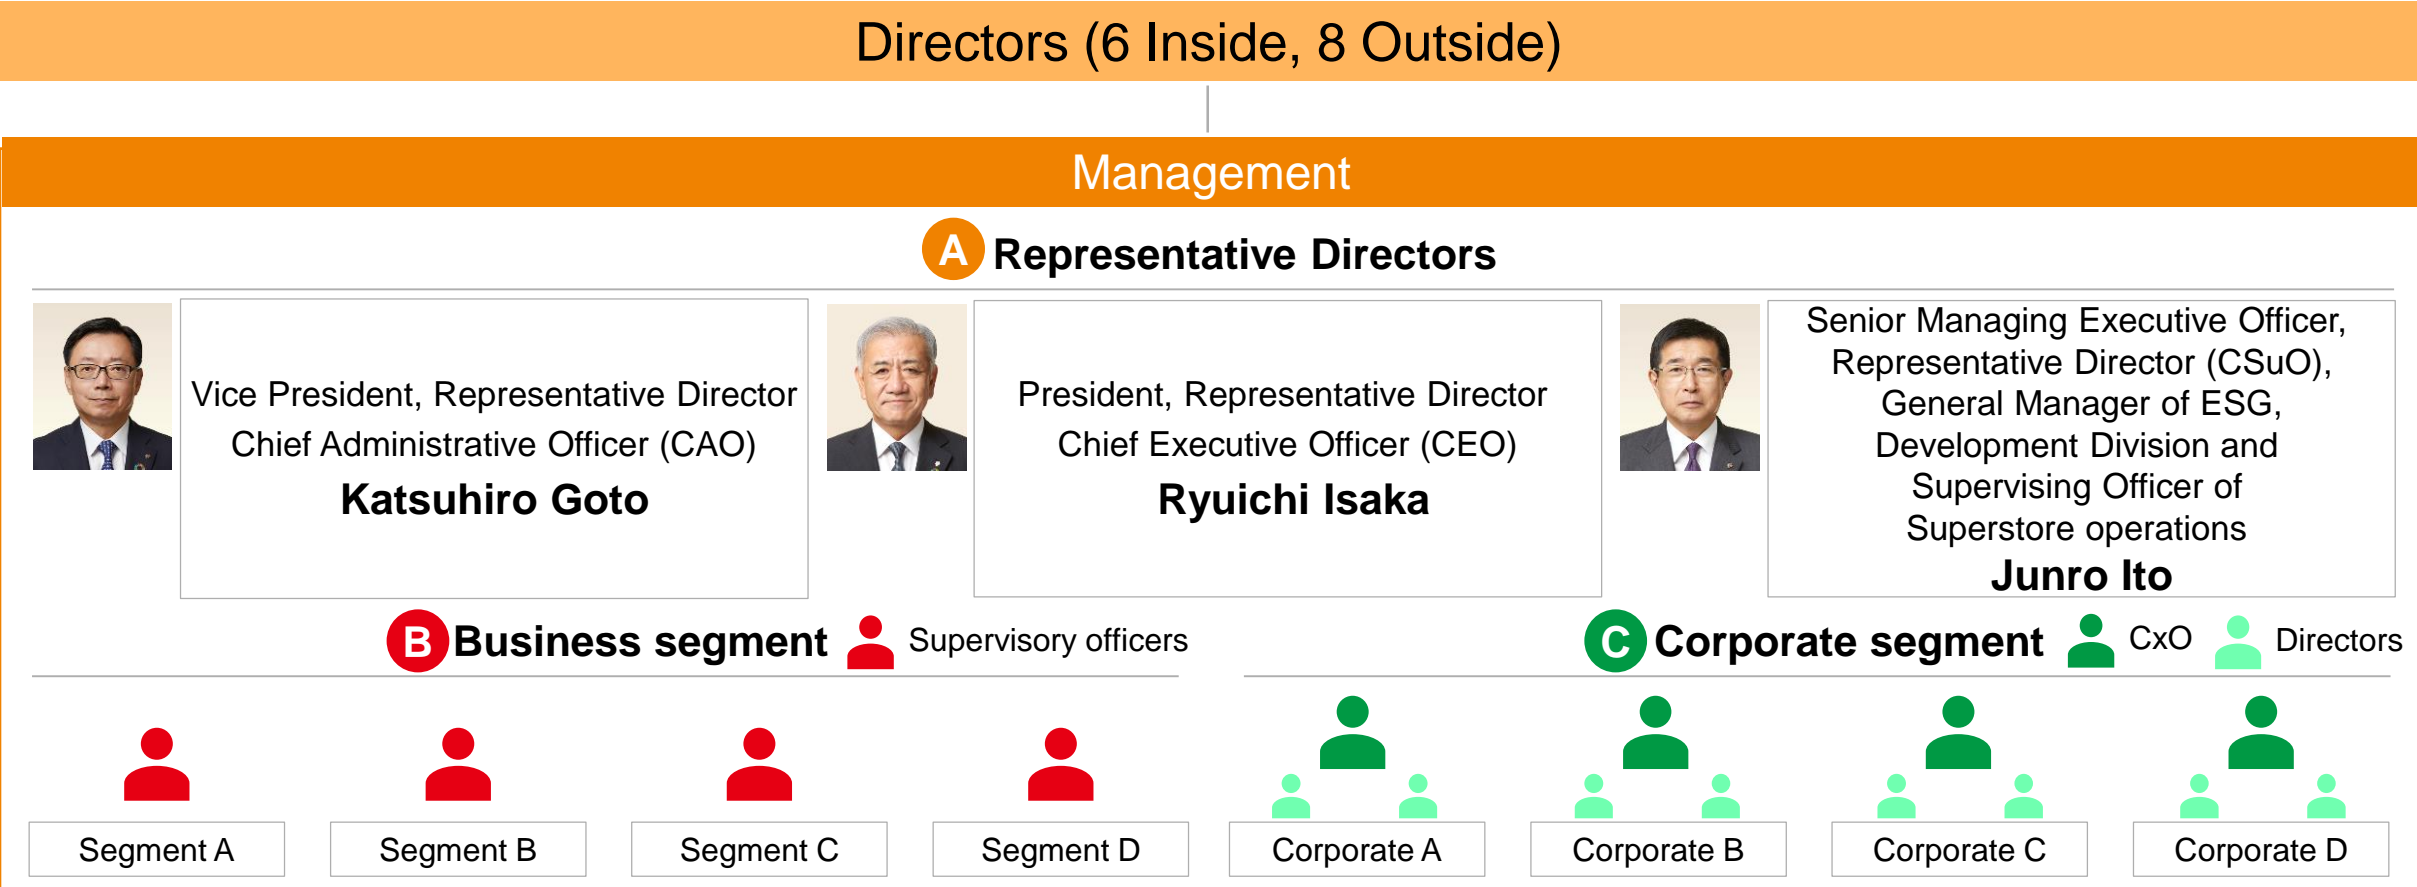 Directors (6 Inside, 8 Outside)
Management
A Representative Directors
Vice President, Representative Director
Chief Administrative Officer (CAO)
Katsuhiro Goto
President, Representative Director
Chief Executive Officer (CEO)
Ryuichi Isaka
Senior Managing Executive Officer,
Representative Director (CSuO),
General Manager of ESG,
Development Division and
Supervising Officer of
Superstore operations
Junro Ito
B Business segment Supervisory officers
C Corporate segment CxO Directors
Segment A
Segment B
Segment C
Segment D
Corporate A
Corporate B
Corporate C
Corporate D